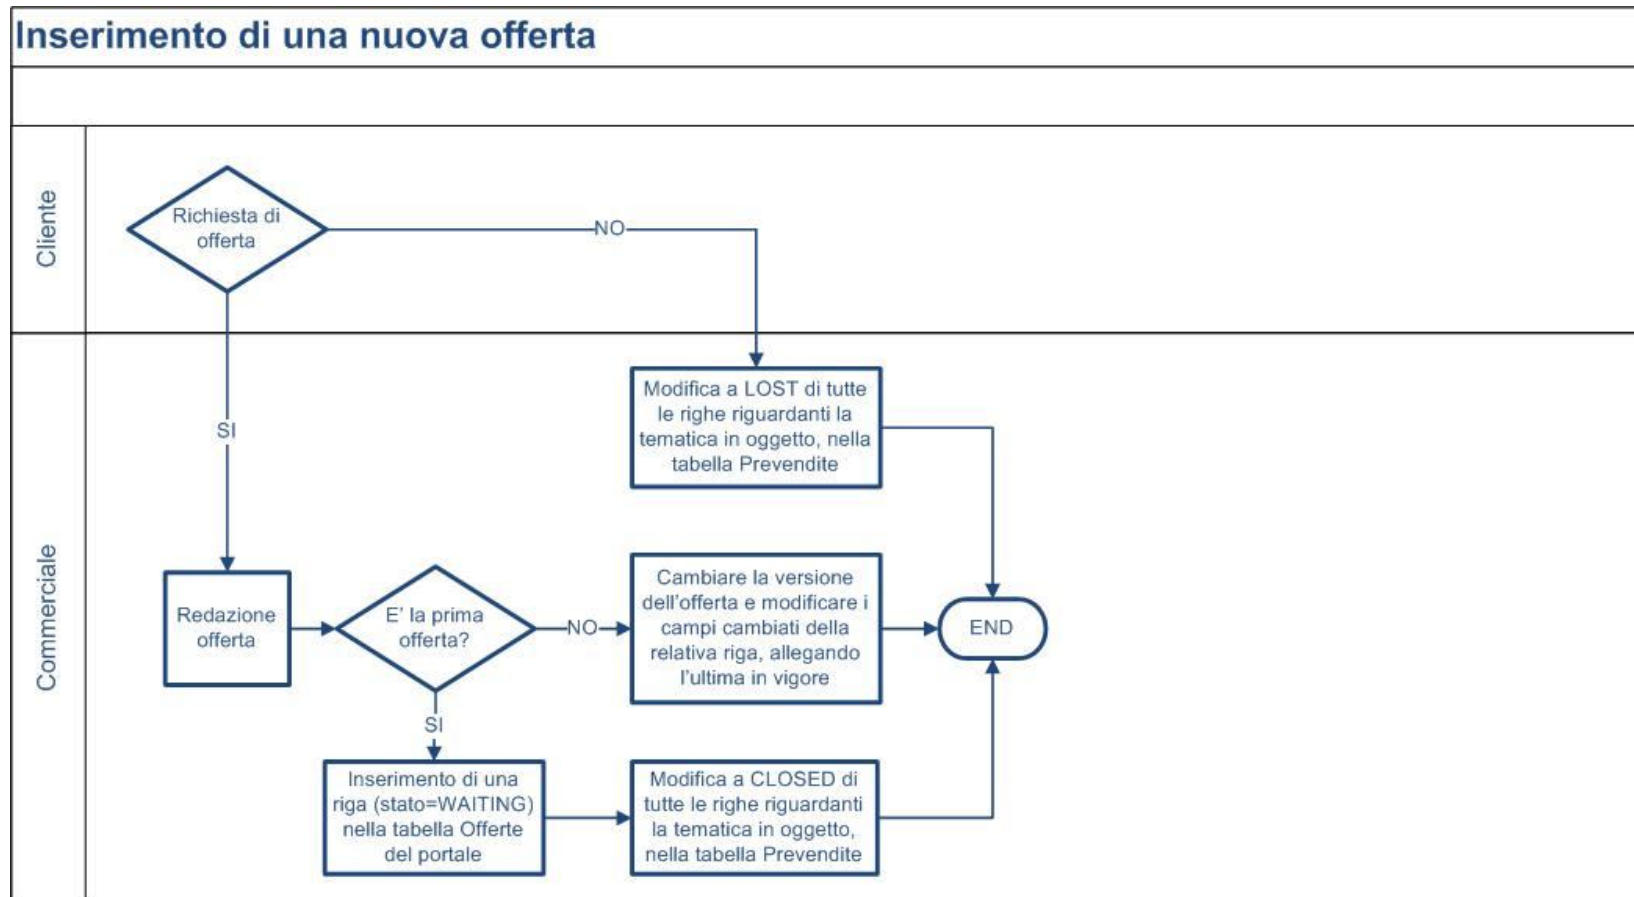 Inserimento di una nuova offerta
Cliente
Richiesta di
offerta
NO
SI
Commerciale
Modifica a LOST di tutte
le righe riguardanti la
tematica in oggetto, nella
tabella Prevendite
Redazione
offerta
E' la prima
offerta?
NO
Cambiare la versione
dell'offerta e modificare i
campi cambiati della
relativa riga, allegando
l'ultima in vigore
END
SI
Inserimento di una
riga (stato=WAITING)
nella tabella Offerte
del portale
Modifica a CLOSED di
tutte le righe riguardanti
la tematica in oggetto,
nella tabella Prevendite